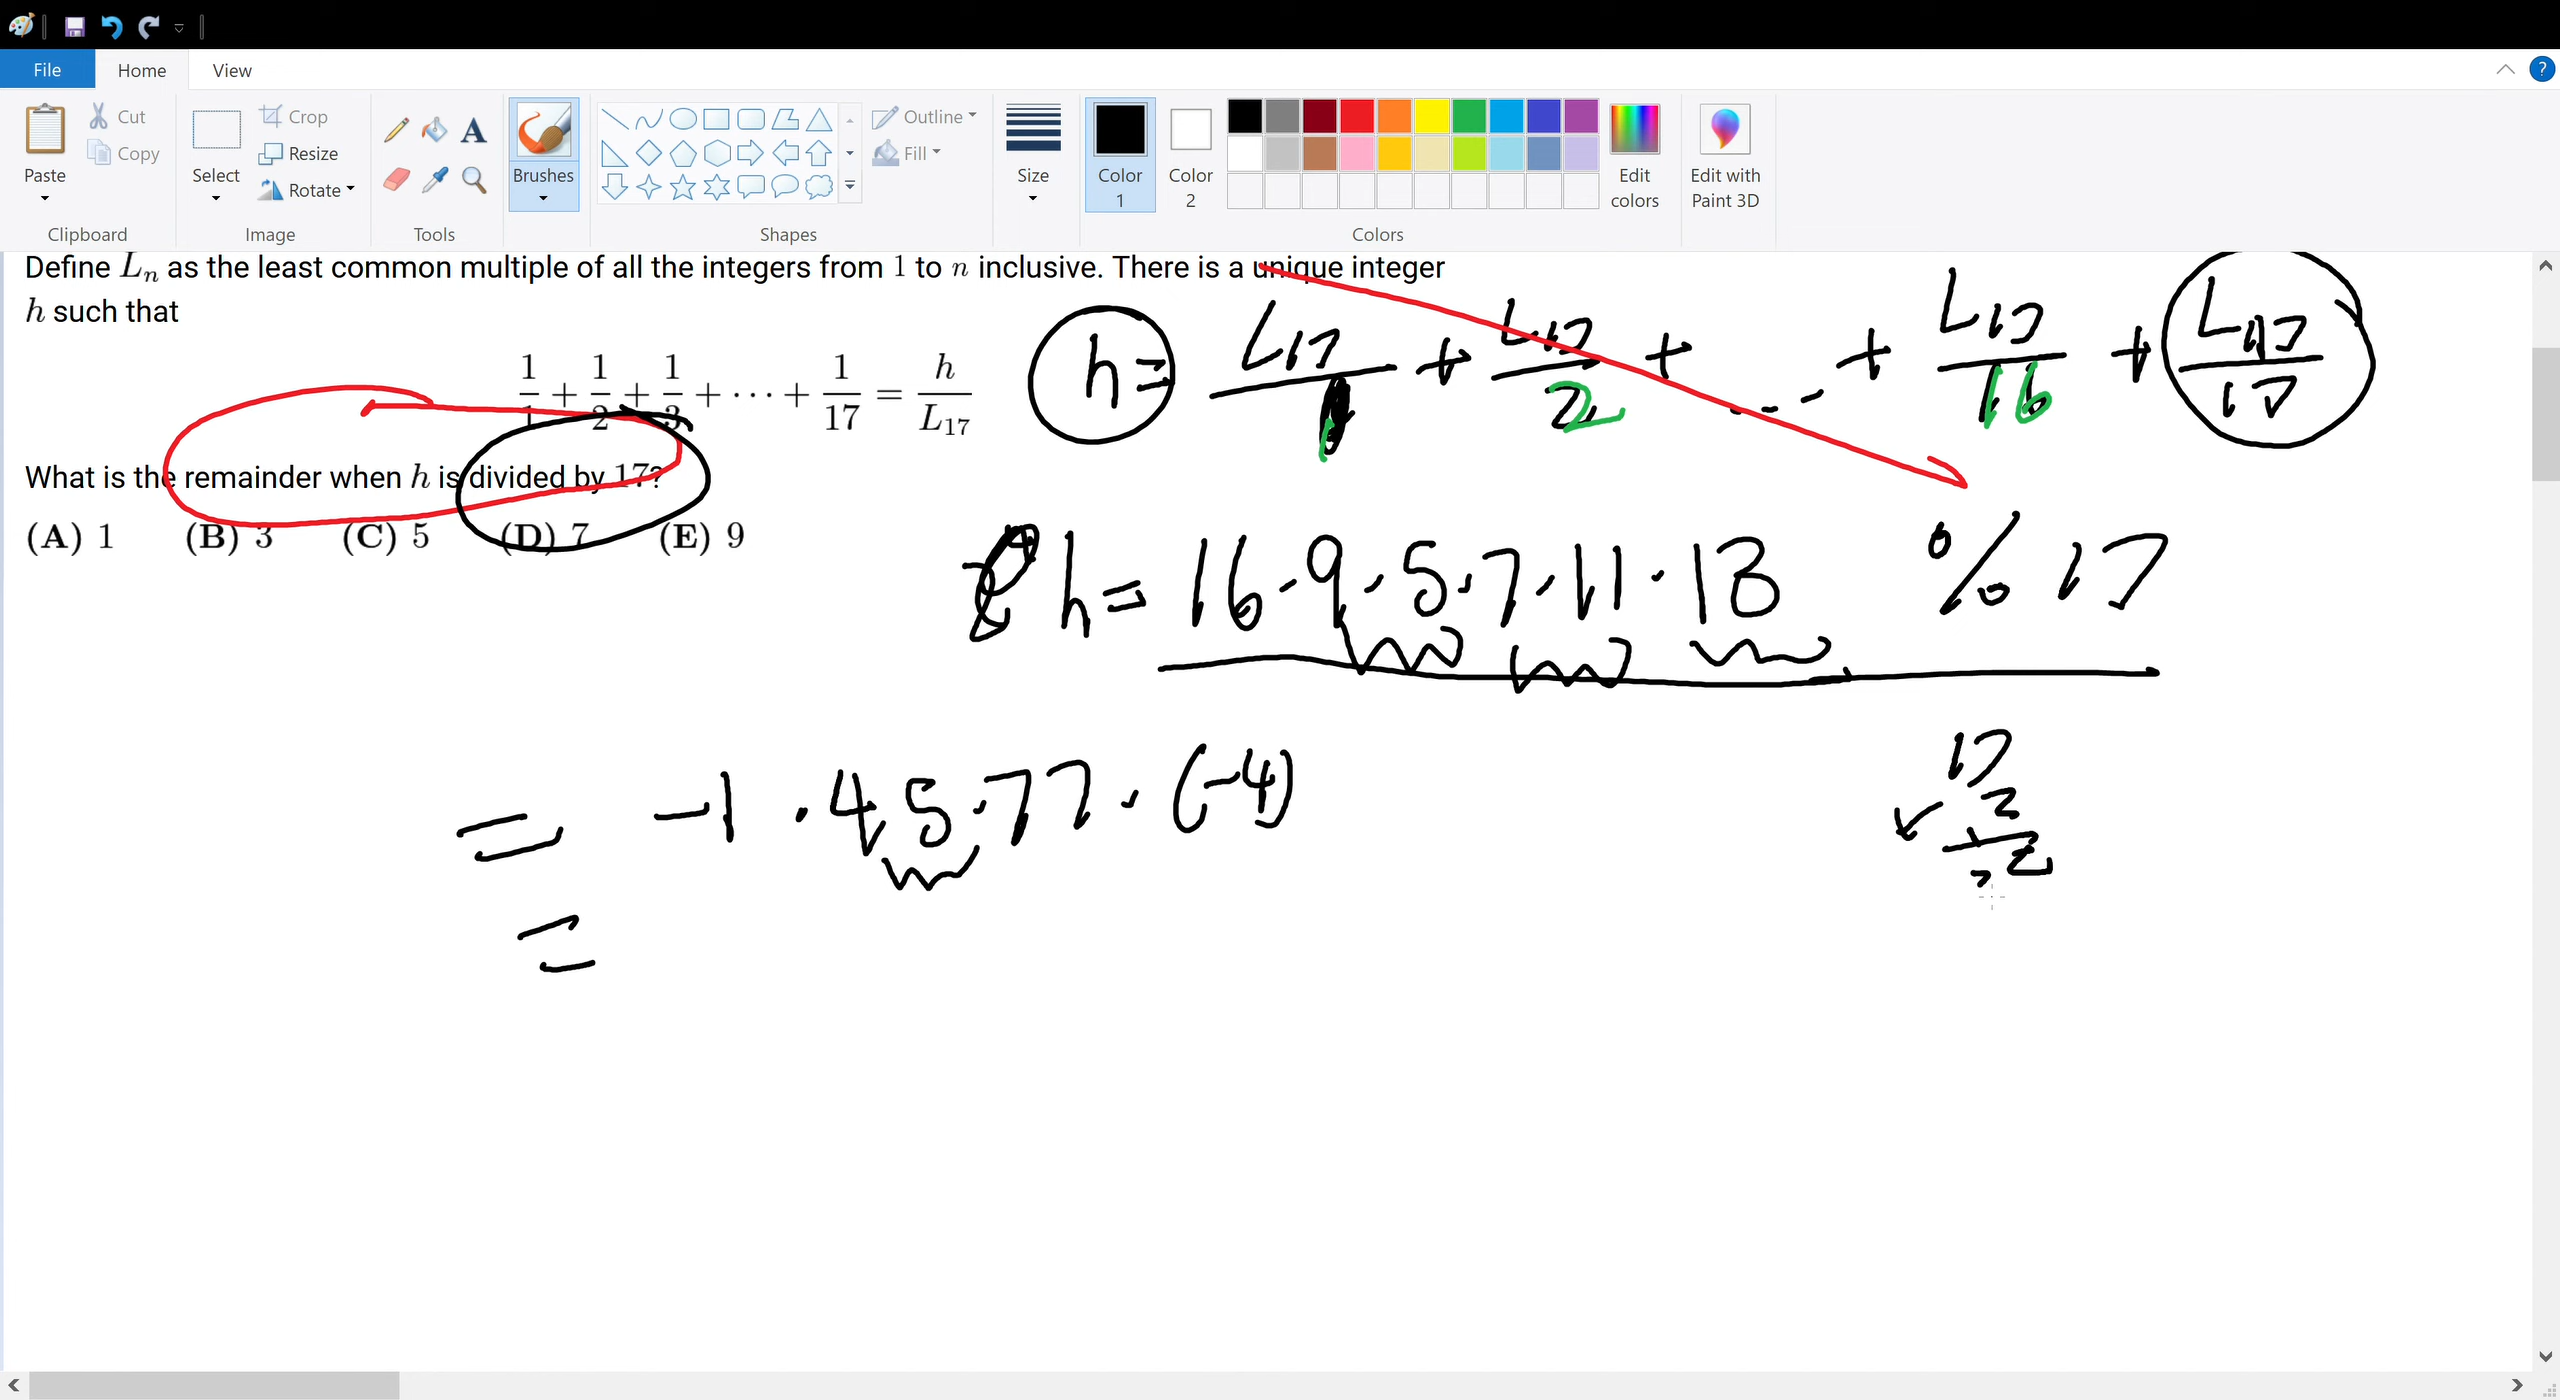 File Home View
Paste Cut Copy Select Crop Resize Rotate Brushes Outline Fill Size Color 1 Color 2 Edit colors Edit with Paint 3D
Clipboard Image Tools Shapes Colors
Define Lₙ as the least common multiple of all the integers from 1 to n inclusive. There is a unique integer
h such that
1/1 + 1/2 + 1/3 + ··· + 1/17 = h/L₁₇
h = L17/1 + L17/2 + ... + L17/16 + L17/17
What is the remainder when h is divided by 17?
(A) 1 (B) 3 (C) 5 (D) 7 (E) 9
h = 16·9·5·7·11·13 % 17
= -1 · 45·77·(-4)
17
2
=